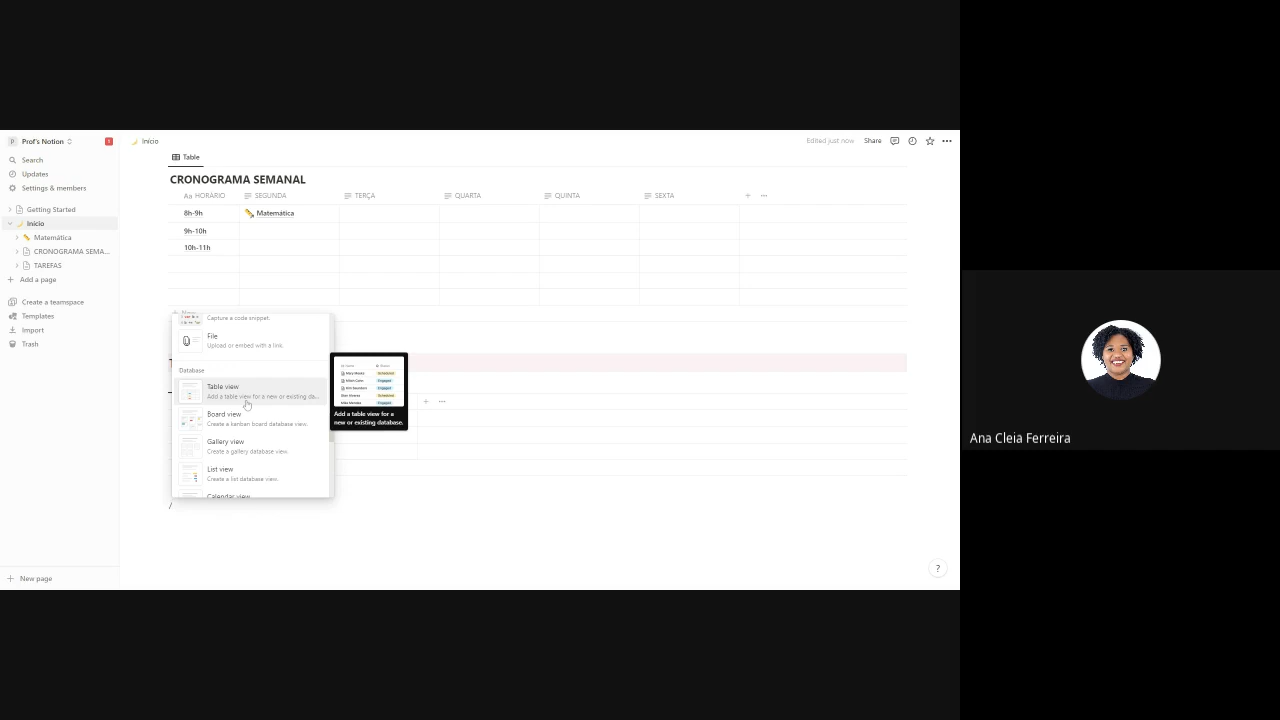 P Prof's Notion
1
Início
Edited just now
Share
Search
Updates
Settings & members
Getting Started
Início
Matemática
CRONOGRAMA SEMA...
TAREFAS
Add a page
Create a teamspace
Templates
Import
Trash
New page
Table
CRONOGRAMA SEMANAL
Aa HORÁRIO SEGUNDA TERÇA QUARTA QUINTA SEXTA
8h-9h Matemática
9h-10h
10h-11h
Capture a code snippet.
File
Upload or embed with a link.
Database
Table view
Add a table view for a new or existing da...
Board view
Create a kanban board database view.
Gallery view
Create a gallery database view.
List view
Create a list database view.
Calendar view
Add a table view for a
new or existing database.
/
?
Ana Cleia Ferreira